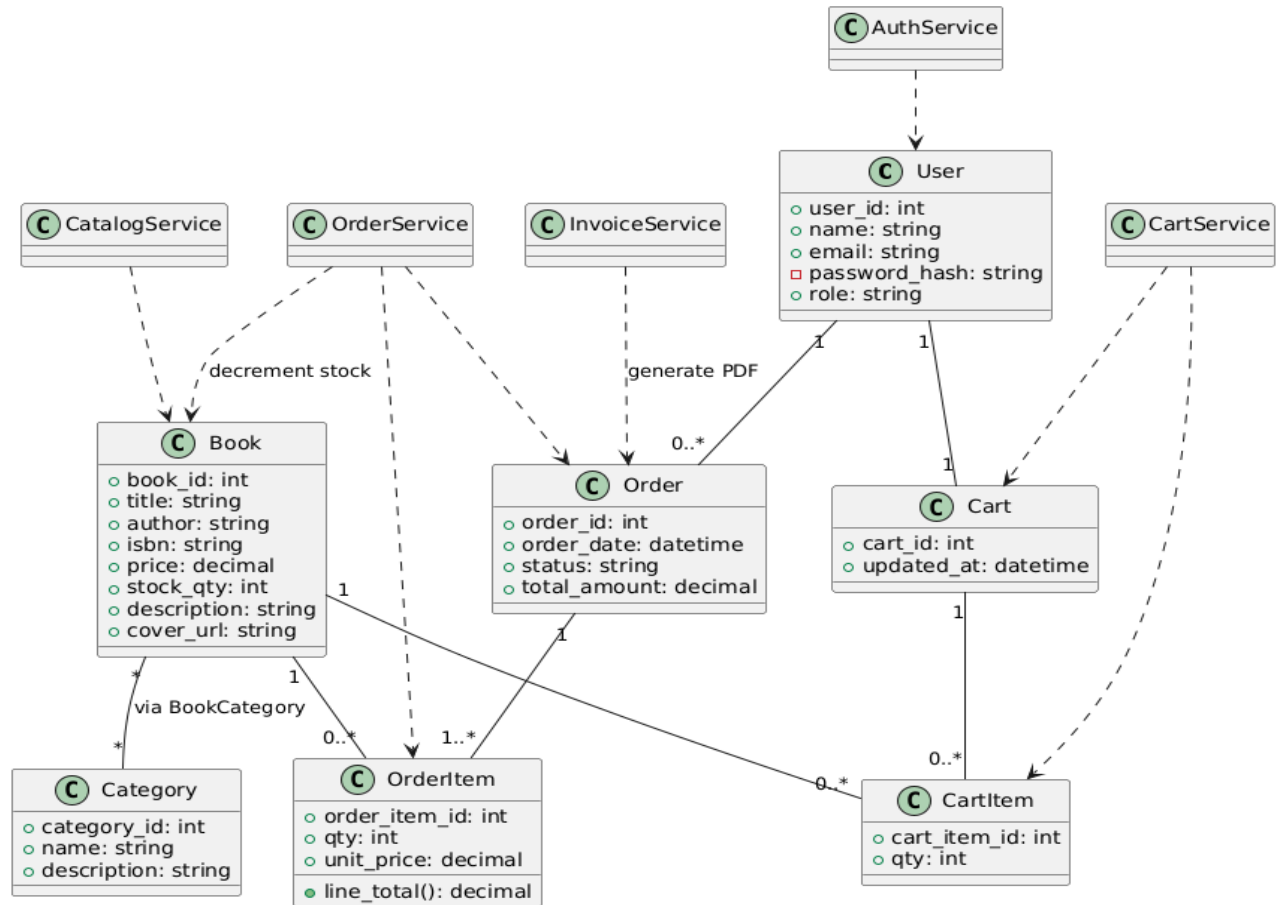 C AuthService
C User
user_id: int
name: string
email: string
password_hash: string
role: string
C CatalogService
C OrderService
C InvoiceService
C CartService
decrement stock
generate PDF
1
1
0..*
1
C Book
book_id: int
title: string
author: string
isbn: string
price: decimal
stock_qty: int
description: string
cover_url: string
C Order
order_id: int
order_date: datetime
status: string
total_amount: decimal
C Cart
cart_id: int
updated_at: datetime
1
1
1
*
1
via BookCategory
*
0..*
1..*
0..*
0..*
C Category
category_id: int
name: string
description: string
C OrderItem
order_item_id: int
qty: int
unit_price: decimal
line_total(): decimal
C CartItem
cart_item_id: int
qty: int